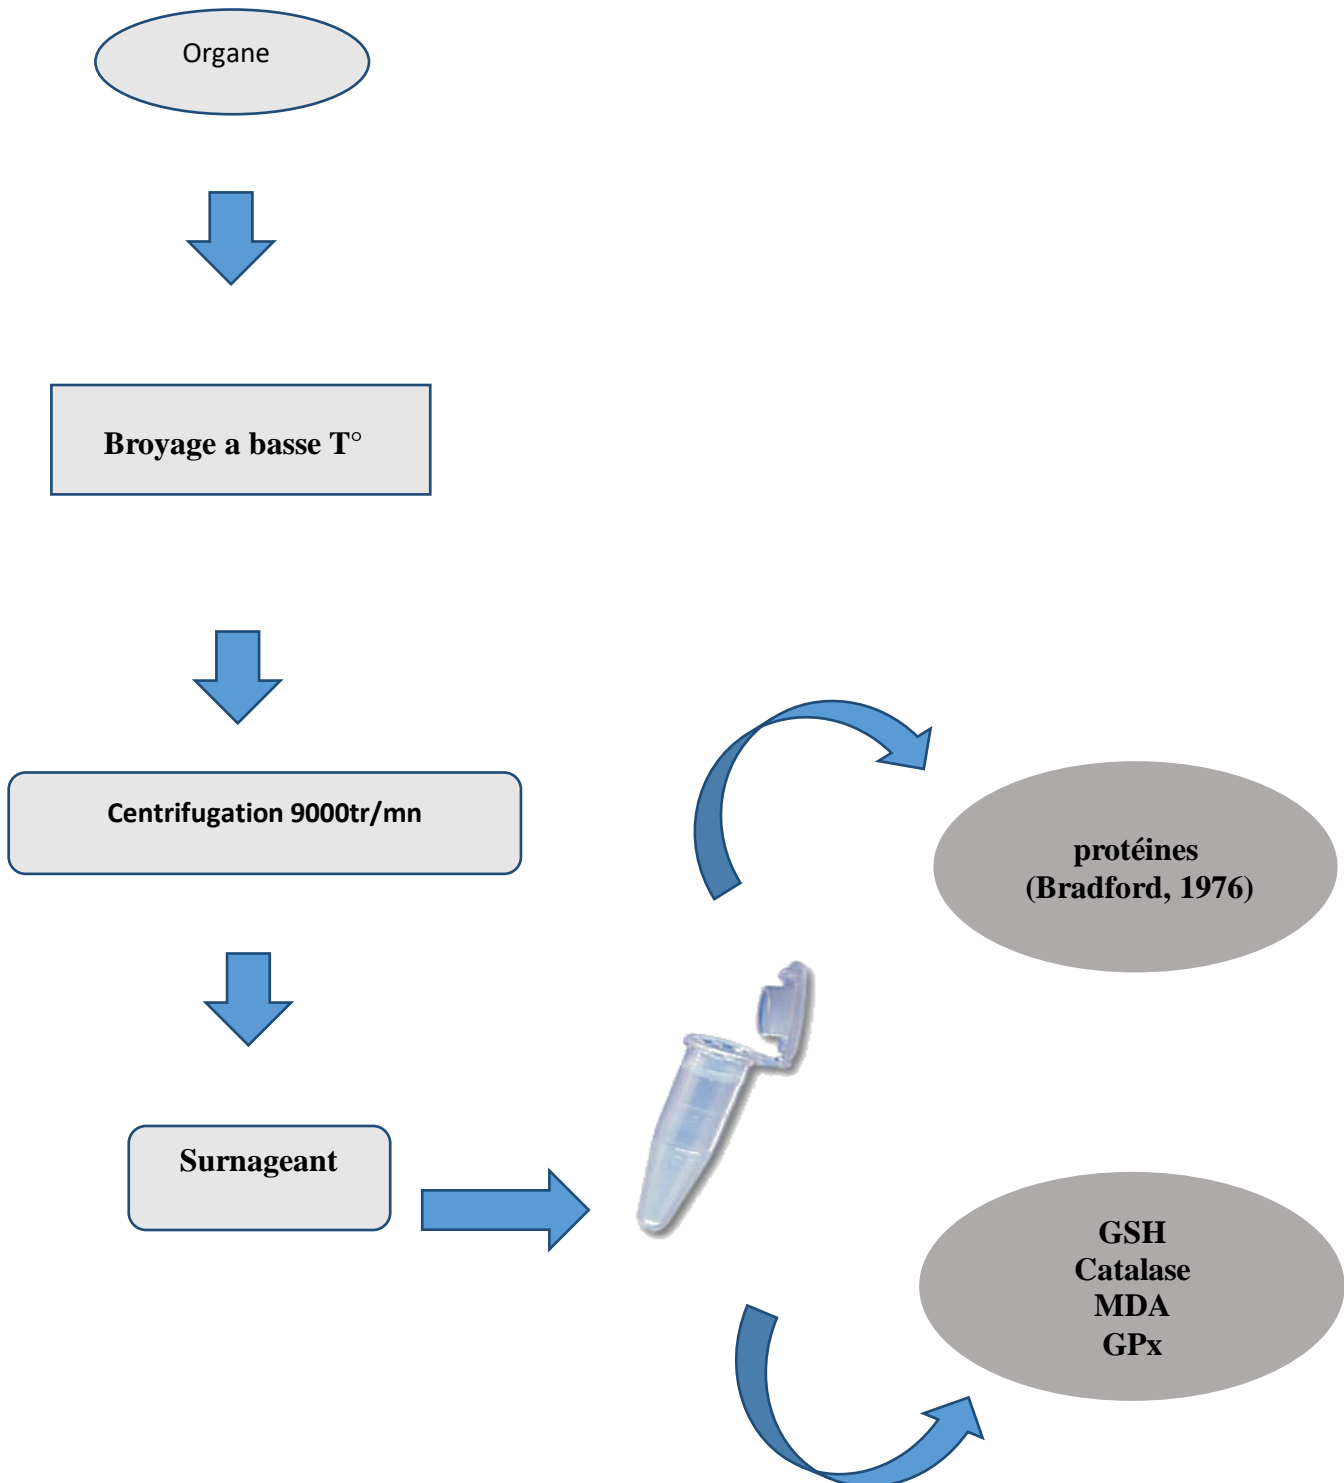 Organe
Broyage a basse T°
Centrifugation 9000tr/mn
protéines
(Bradford, 1976)
Surnageant
GSH
Catalase
MDA
GPx